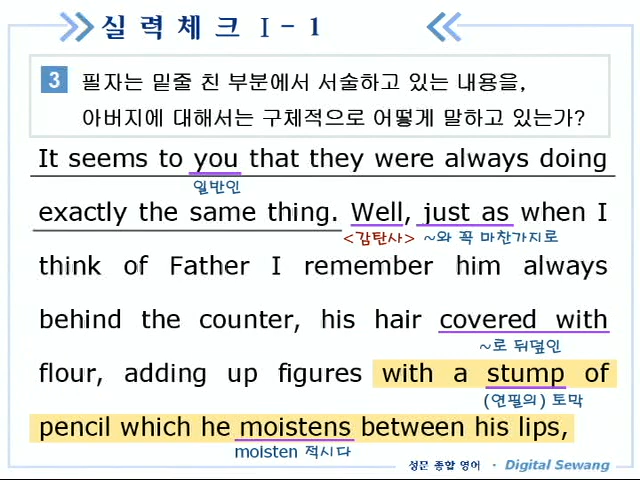 실력체크 I - 1
3 필자는 밑줄 친 부분에서 서술하고 있는 내용을,
아버지에 대해서는 구체적으로 어떻게 말하고 있는가?
It seems to you that they were always doing
일반인
exactly the same thing. Well, just as when I
<감탄사> ~와 꼭 마찬가지로
think of Father I remember him always
behind the counter, his hair covered with
~로 뒤덮인
flour, adding up figures with a stump of
(연필의) 토막
pencil which he moistens between his lips,
moisten 적시다
정문 종합 영어 · Digital Sewang